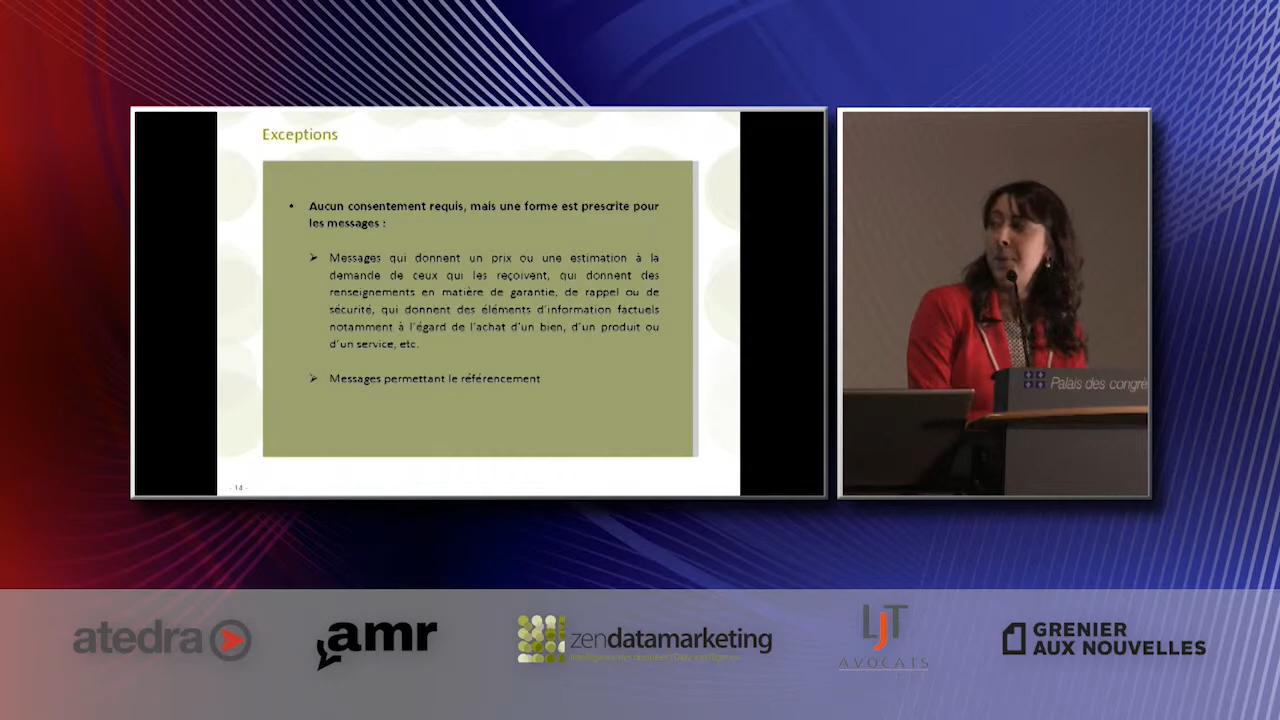 Exceptions
• Aucun consentement requis, mais une forme est prescrite pour
les messages :
➢ Messages qui donnent un prix ou une estimation à la
demande de ceux qui les reçoivent, qui donnent des
renseignements en matière de garantie, de rappel ou de
sécurité, qui donnent des éléments d'information factuels
notamment à l'égard de l'achat d'un bien, d'un produit ou
d'un service, etc.
➢ Messages permettant le référencement
- 14 -
Palais des congrè
atedra
amr
zendatamarketing
LJT
AVOCATS
GRENIER
AUX NOUVELLES